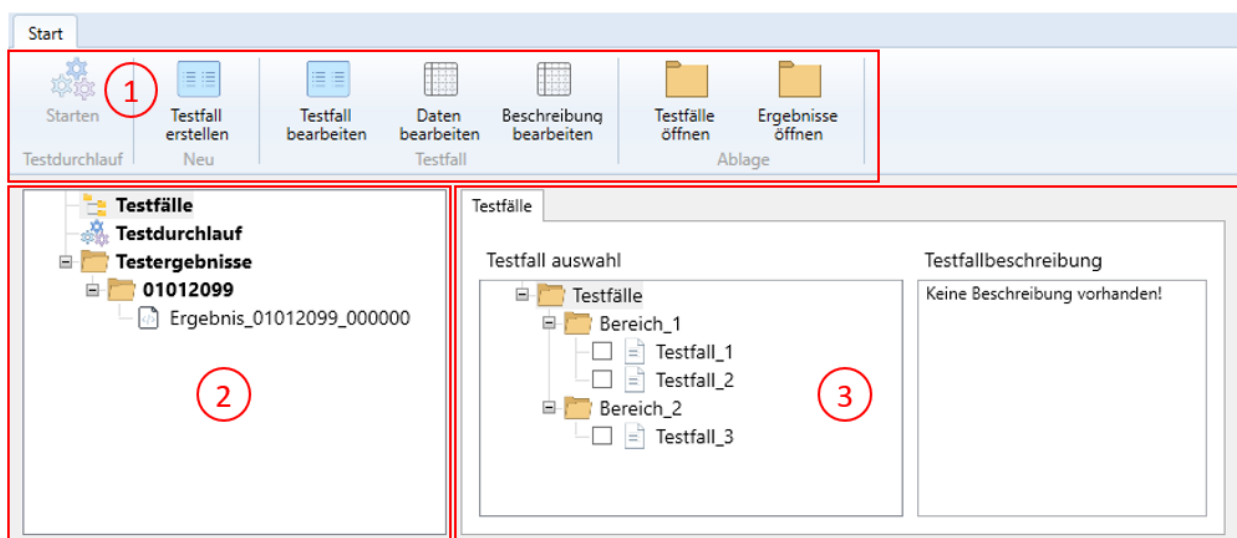 Start
1
Starten
Testfall
erstellen
Testfall
bearbeiten
Daten
bearbeiten
Beschreibung
bearbeiten
Testfälle
öffnen
Ergebnisse
öffnen
Testdurchlauf
Neu
Testfall
Ablage
Testfälle
Testdurchlauf
Testergebnisse
01012099
Ergebnis_01012099_000000
2
Testfälle
Testfall auswahl
Testfälle
Bereich_1
Testfall_1
Testfall_2
Bereich_2
Testfall_3
3
Testfallbeschreibung
Keine Beschreibung vorhanden!